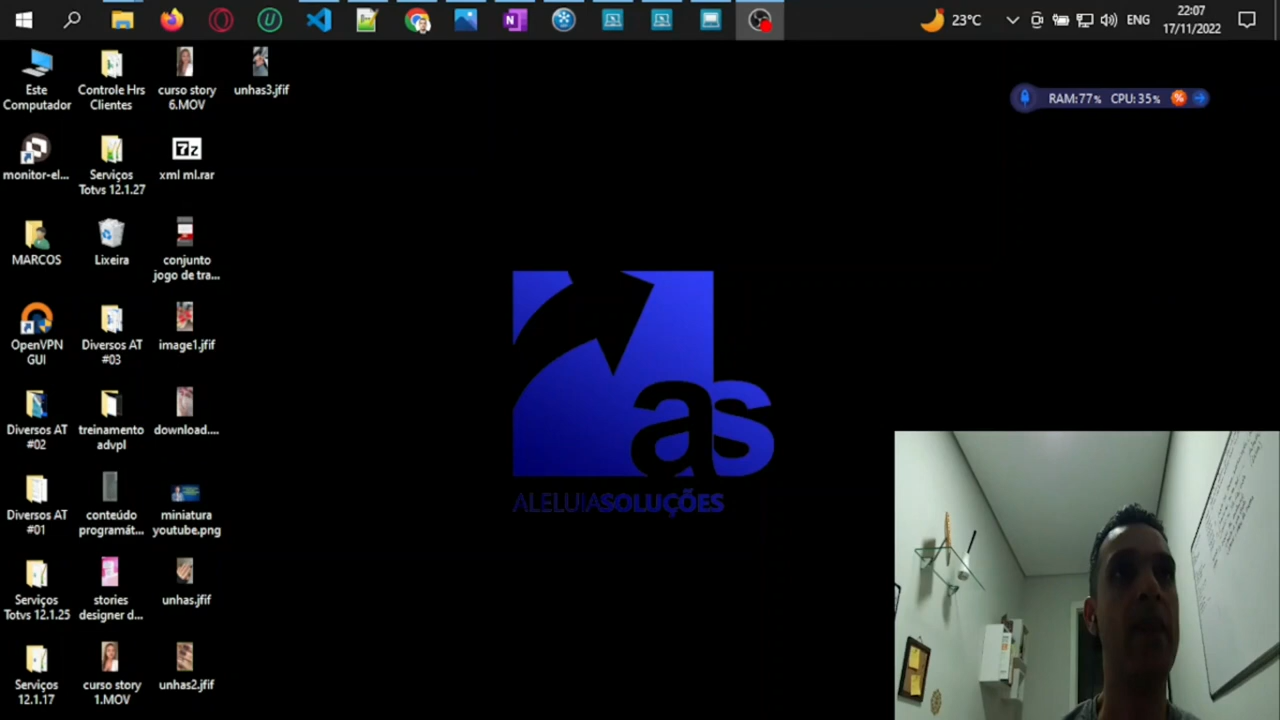 23°C
ENG
22:07
17/11/2022
RAM:77% CPU: 35%
Este
Computador
Controle Hrs
Clientes
curso story
6.MOV
unhas3.jfif
monitor-el...
Serviços
Totvs 12.1.27
7z
xml ml.rar
MARCOS
Lixeira
conjunto
jogo de tra...
OpenVPN
GUI
Diversos AT
#03
image1.jfif
Diversos AT
#02
treinamento
advpl
download....
Diversos AT
#01
conteúdo
programát...
miniatura
youtube.png
Serviços
Totvs 12.1.25
stories
designer d...
unhas.jfif
Serviços
12.1.17
curso story
1.MOV
unhas2.jfif
as
ALELUIASOLUÇÕES